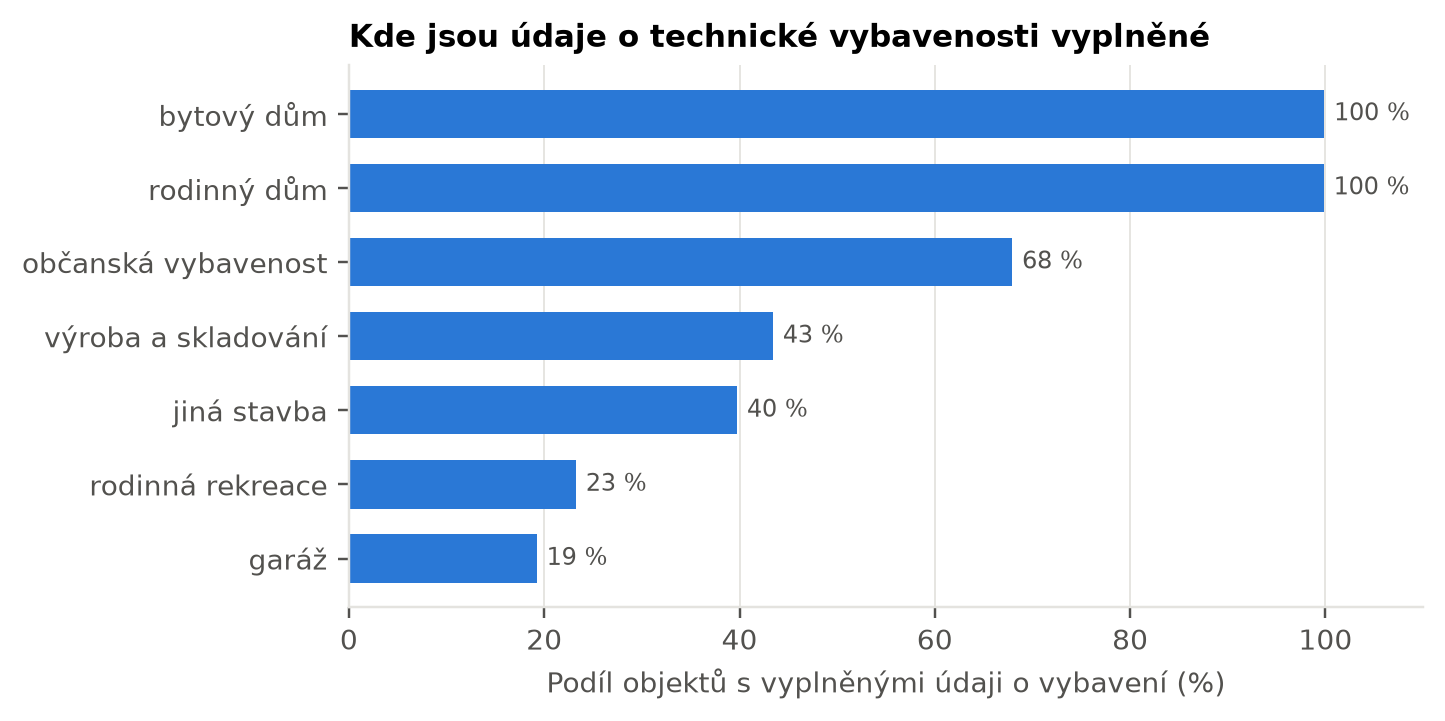 Kde jsou údaje o technické vybavenosti vyplněné
bytový dům 100 %
rodinný dům 100 %
občanská vybavenost 68 %
výroba a skladování 43 %
jiná stavba 40 %
rodinná rekreace 23 %
garáž 19 %
0 20 40 60 80 100
Podíl objektů s vyplněnými údaji o vybavení (%)